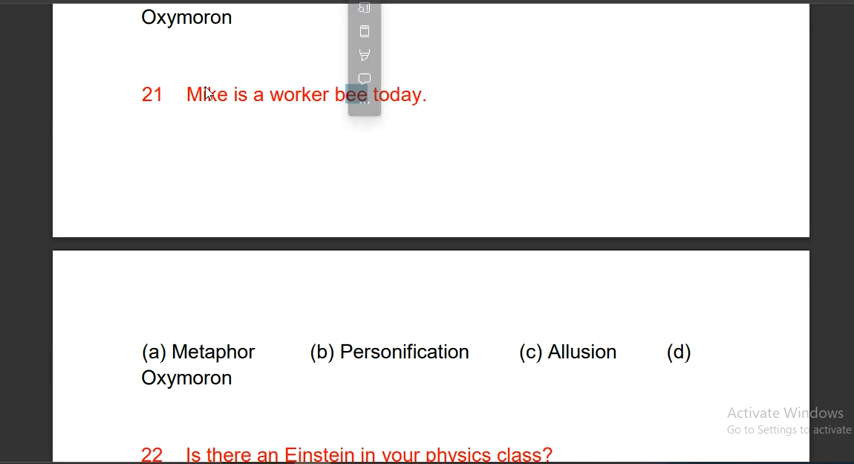 Oxymoron
21 Mike is a worker bee today.
(a) Metaphor (b) Personification (c) Allusion (d)
Oxymoron
Activate Windows
Go to Settings to activate
22 Is there an Einstein in your physics class?